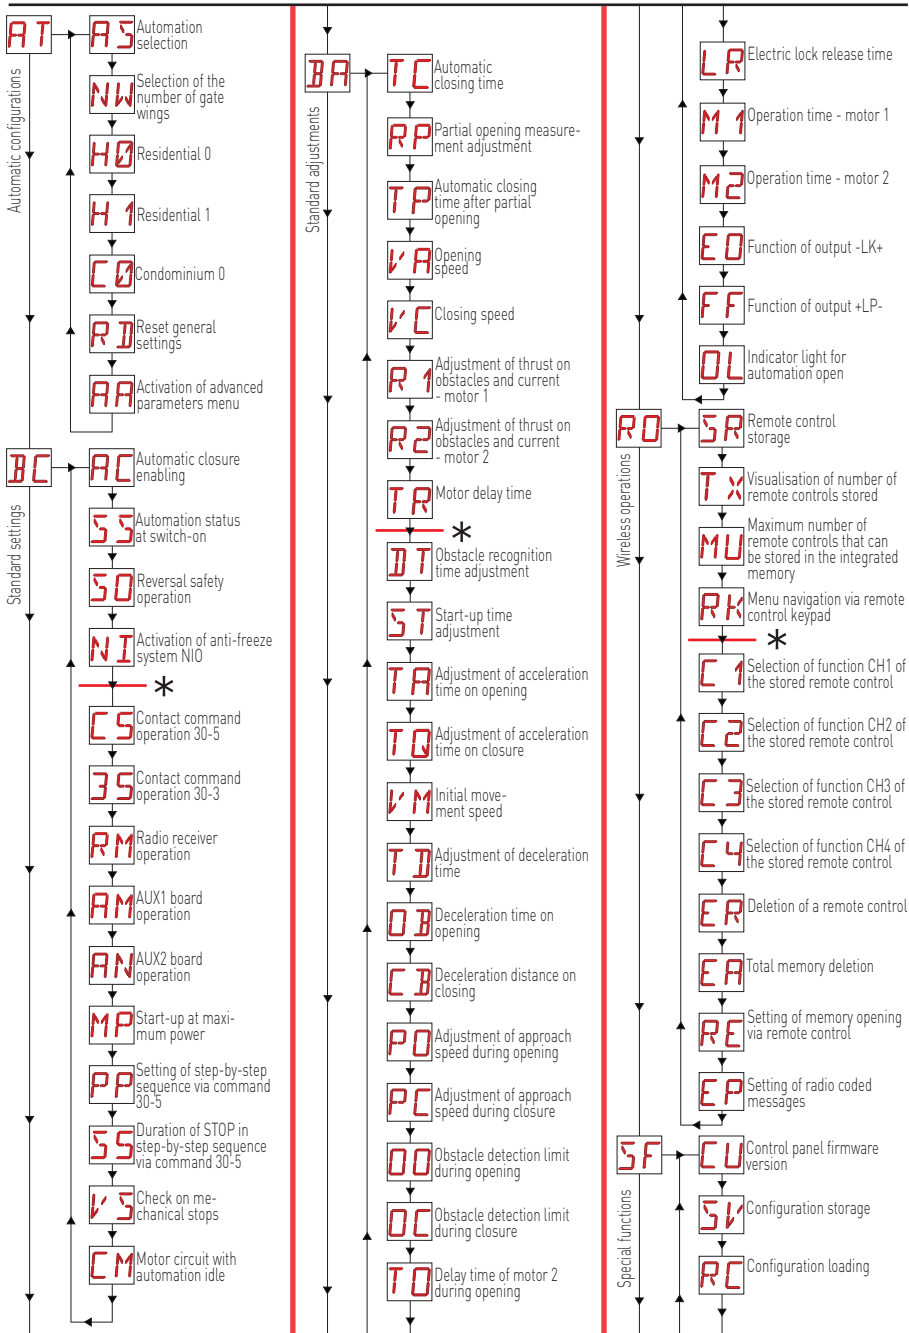 AT
Automatic configurations
AS
Automation
selection
NW
Selection of the
number of gate
wings
H0
Residential 0
H1
Residential 1
C0
Condominium 0
RD
Reset general
settings
AA
Activation of advanced
parameters menu
BC
Standard settings
AC
Automatic closure
enabling
SS
Automation status
at switch-on
SO
Reversal safety
operation
NI
Activation of anti-freeze
system NIO
*
CS
Contact command
operation 30-5
3S
Contact command
operation 30-3
RM
Radio receiver
operation
AM
AUX1 board
operation
AN
AUX2 board
operation
MP
Start-up at maxi-
mum power
PP
Setting of step-by-step
sequence via command
30-5
SS
Duration of STOP in
step-by-step sequence
via command 30-5
VS
Check on me-
chanical stops
CM
Motor circuit with
automation idle
BA
Standard adjustments
TC
Automatic
closing time
RP
Partial opening measure-
ment adjustment
TP
Automatic closing
time after partial
opening
VA
Opening
speed
VC
Closing speed
R1
Adjustment of thrust on
obstacles and current
- motor 1
R2
Adjustment of thrust on
obstacles and current
- motor 2
TR
Motor delay time
*
DT
Obstacle recognition
time adjustment
ST
Start-up time
adjustment
TA
Adjustment of acceleration
time on opening
TQ
Adjustment of acceleration
time on closure
VM
Initial move-
ment speed
TD
Adjustment of deceleration
time
OB
Deceleration time on
opening
CB
Deceleration distance on
closing
PO
Adjustment of approach
speed during opening
PC
Adjustment of approach
speed during closure
OO
Obstacle detection limit
during opening
OC
Obstacle detection limit
during closure
TO
Delay time of motor 2
during opening
LR
Electric lock release time
M1
Operation time - motor 1
M2
Operation time - motor 2
EO
Function of output -LK+
FF
Function of output +LP-
OL
Indicator light for
automation open
RO
Wireless operations
SR
Remote control
storage
TX
Visualisation of number of
remote controls stored
MU
Maximum number of
remote controls that can
be stored in the integrated
memory
RK
Menu navigation via remote
control keypad
*
C1
Selection of function CH1 of
the stored remote control
C2
Selection of function CH2 of
the stored remote control
C3
Selection of function CH3 of
the stored remote control
C4
Selection of function CH4 of
the stored remote control
ER
Deletion of a remote control
EA
Total memory deletion
RE
Setting of memory opening
via remote control
EP
Setting of radio coded
messages
SF
Special functions
CU
Control panel firmware
version
SV
Configuration storage
RC
Configuration loading